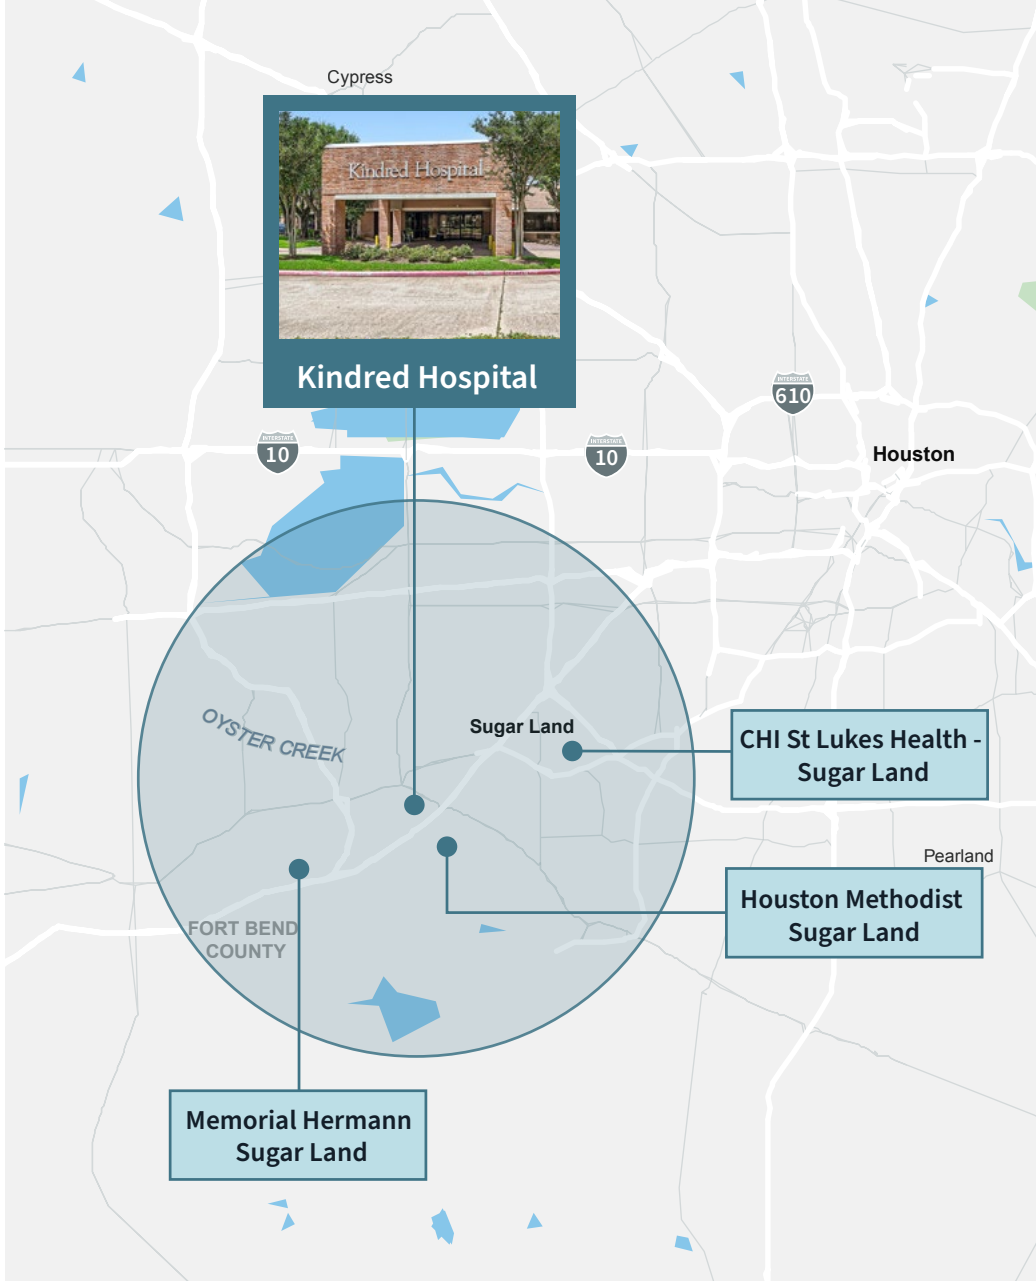 Cypress
Kindred Hospital
Kindred Hospital
INTERSTATE
610
INTERSTATE
10
INTERSTATE
10
Houston
OYSTER CREEK
Sugar Land
CHI St Lukes Health -
Sugar Land
Pearland
Houston Methodist
Sugar Land
FORT BEND
COUNTY
Memorial Hermann
Sugar Land